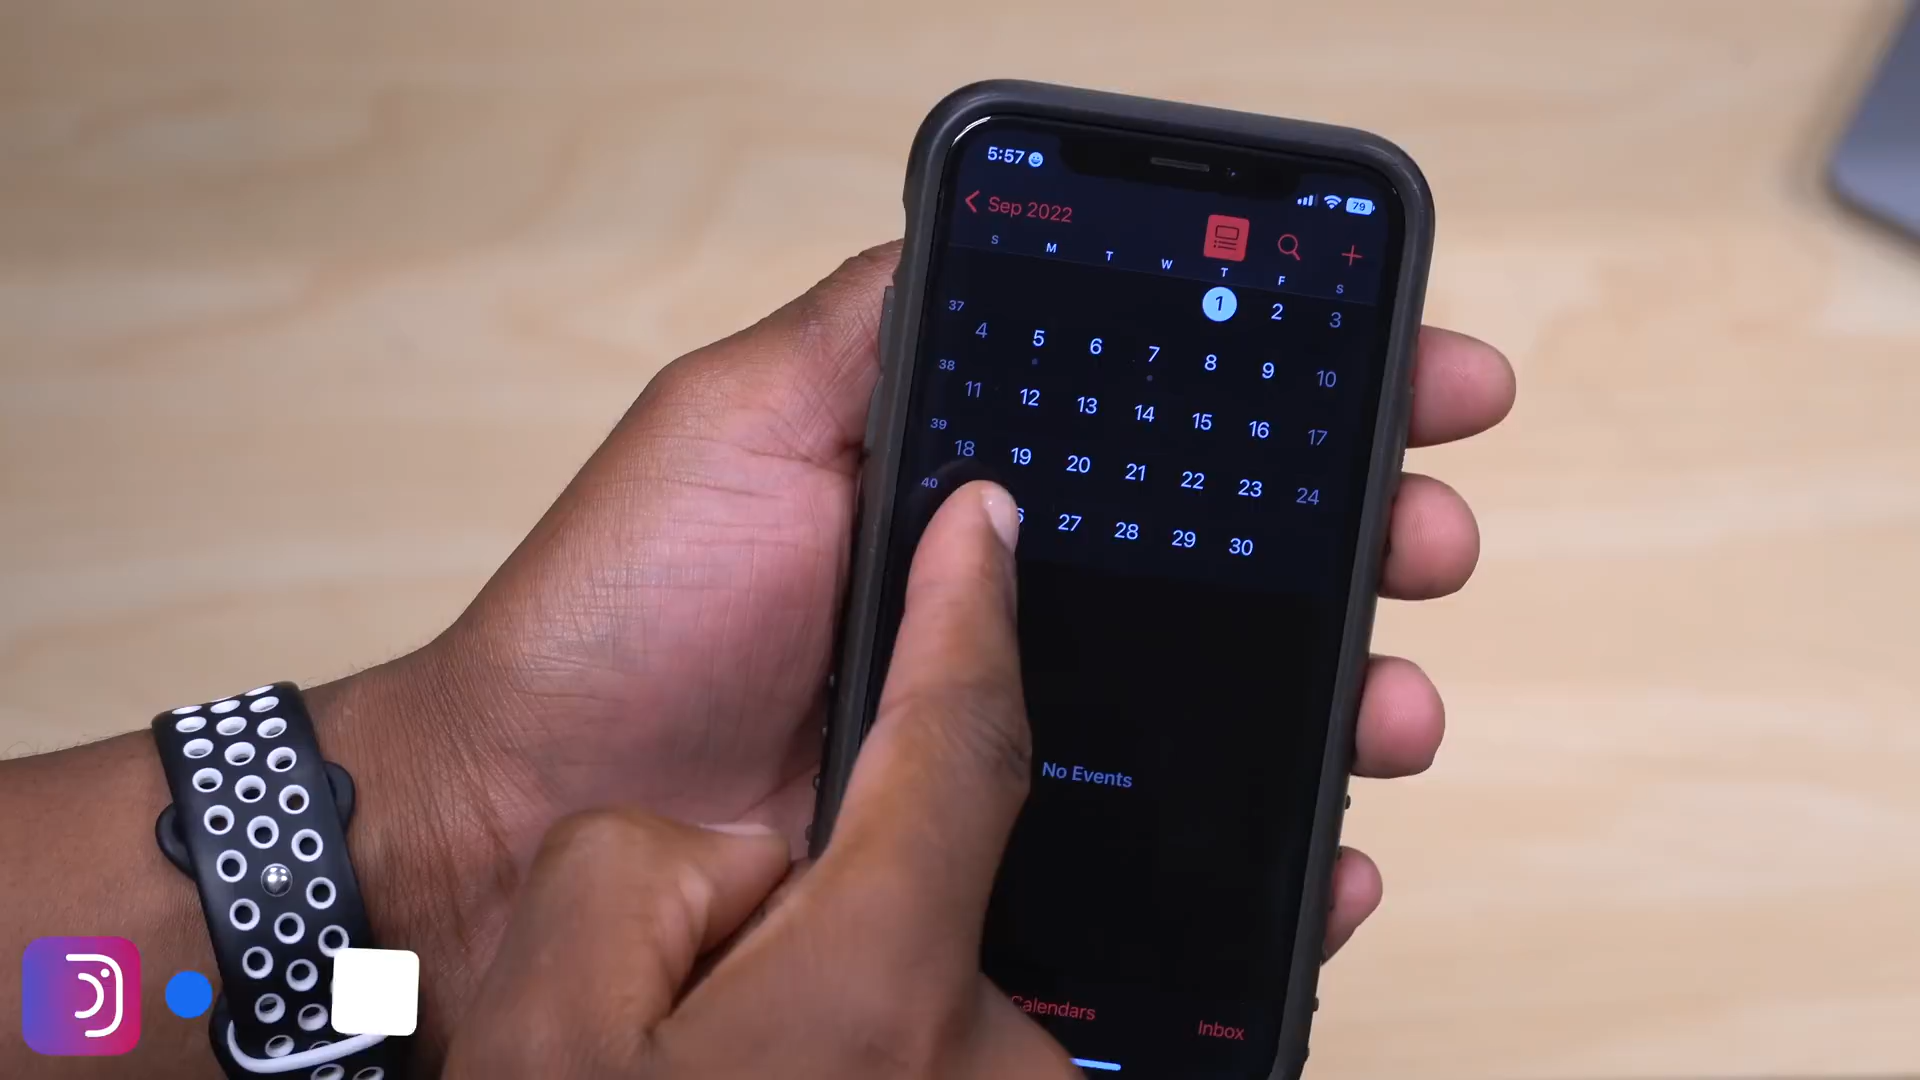 5:57
79
Sep 2022
S M T W T F S
1 2 3
37
4 5 6 7 8 9 10
38
11 12 13 14 15 16 17
39
18 19 20 21 22 23 24
40
27 28 29 30
No Events
Calendars
Inbox